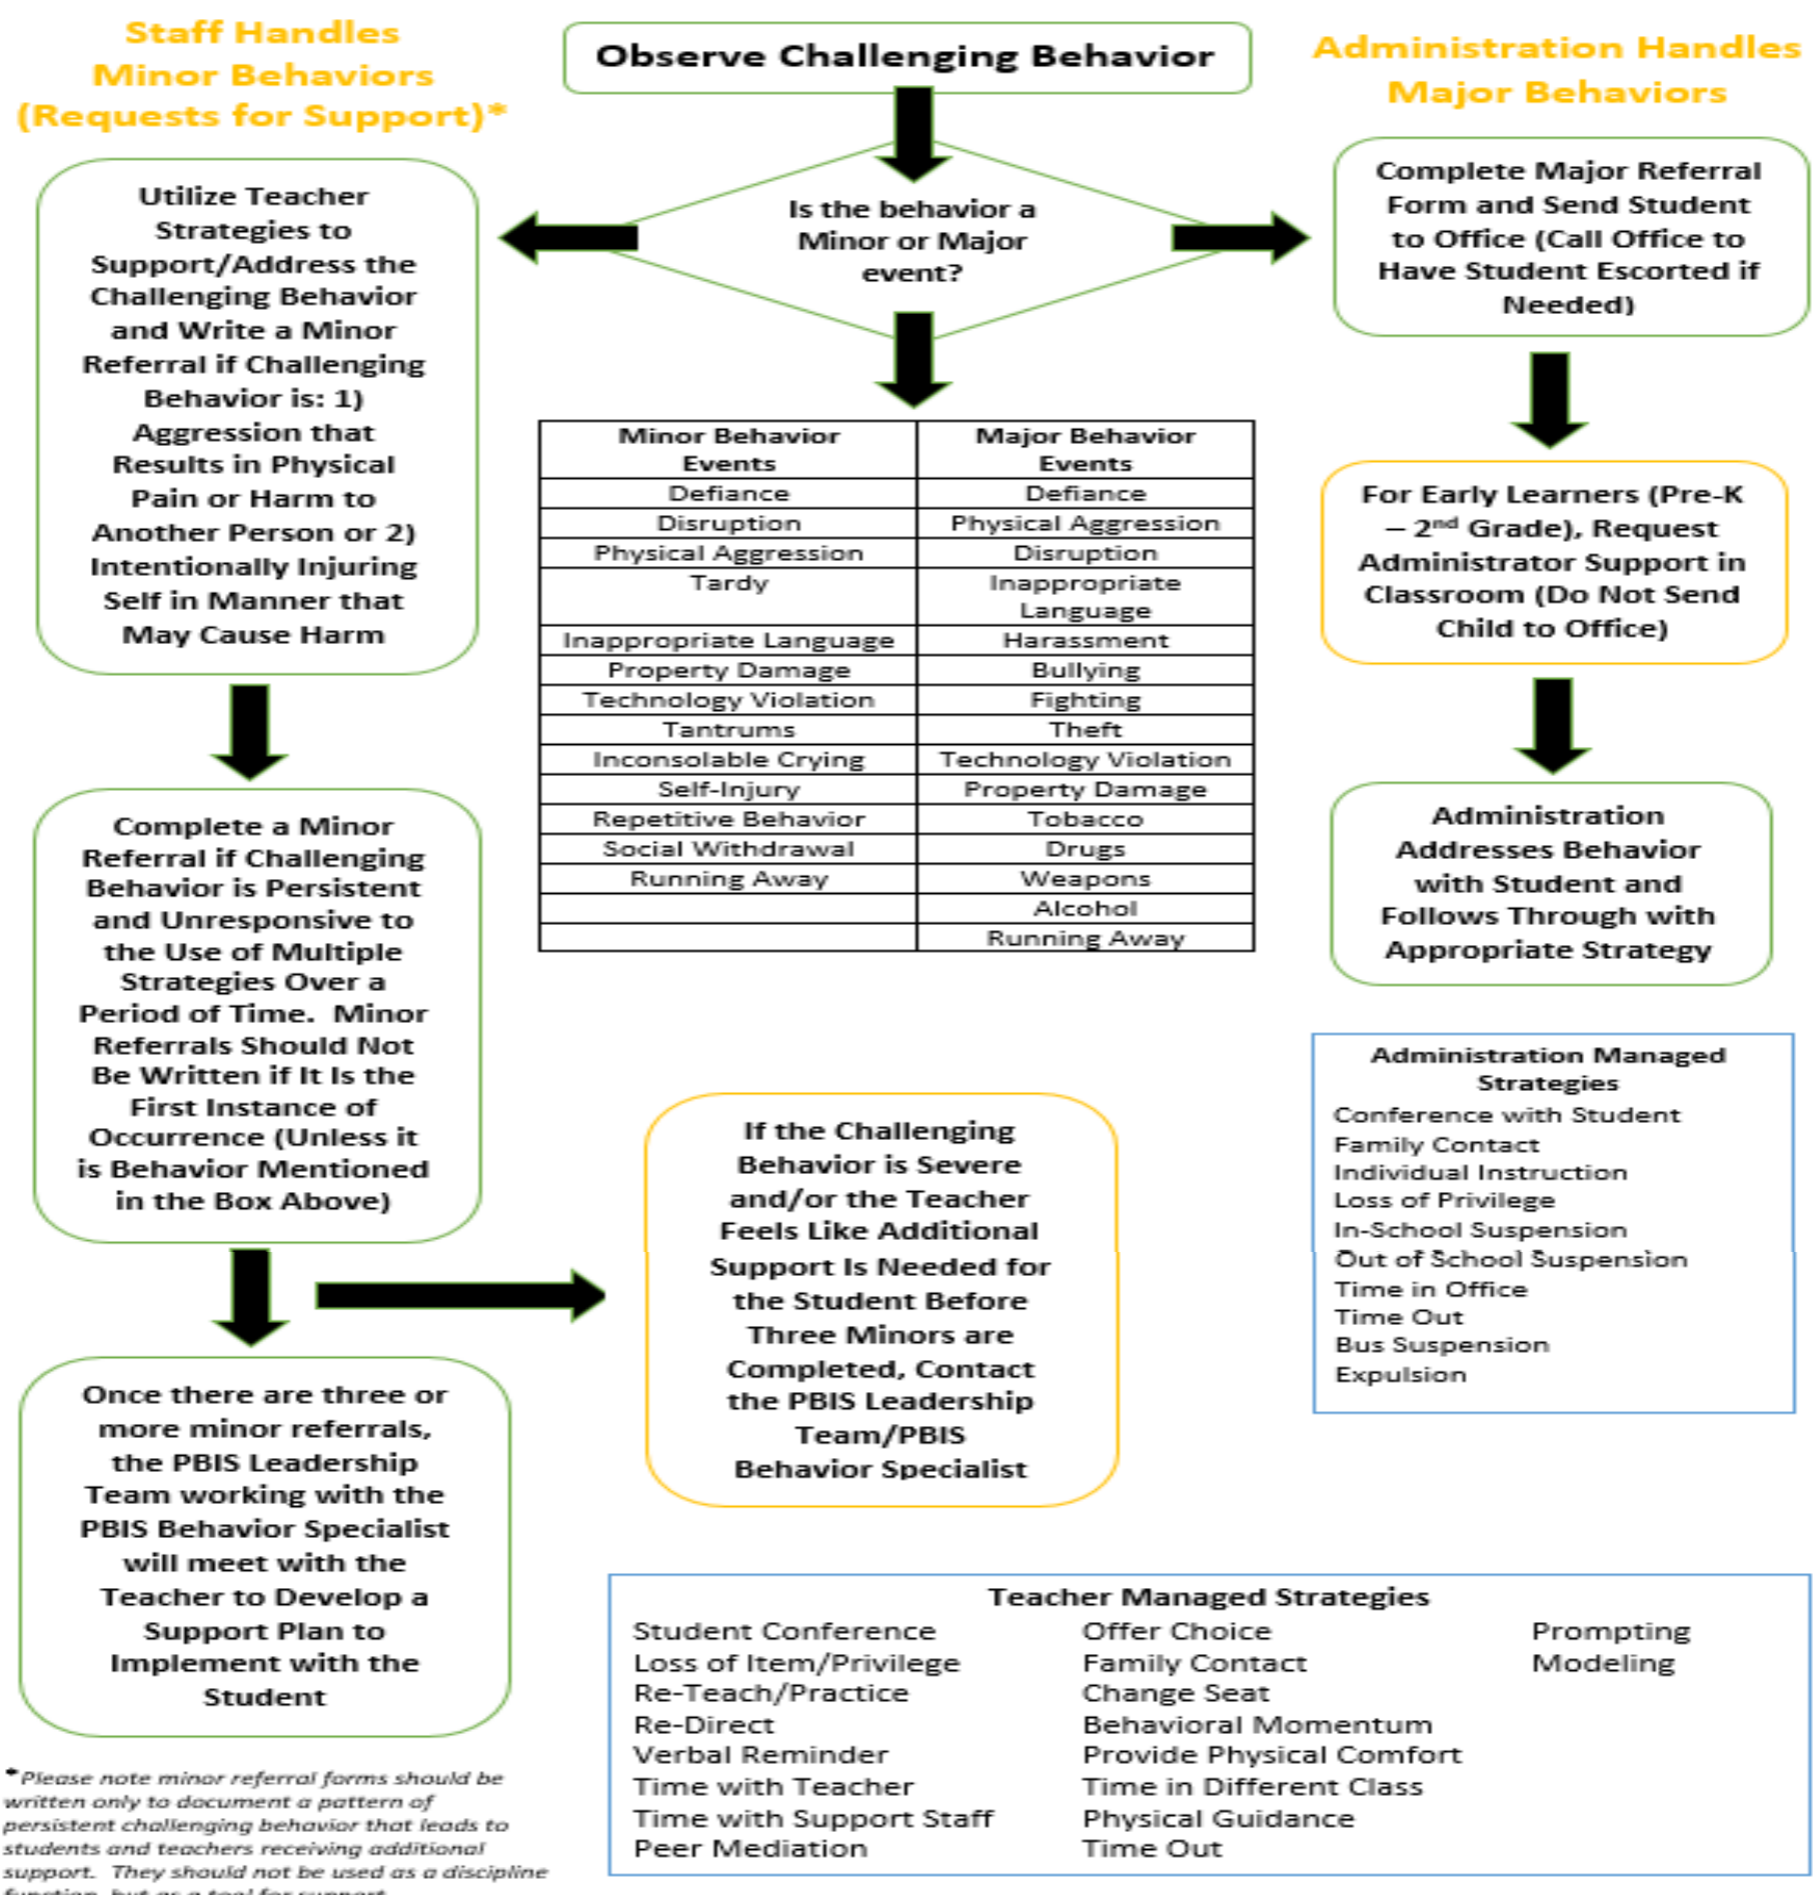 Staff Handles
Minor Behaviors
(Requests for Support)*
Observe Challenging Behavior
Administration Handles
Major Behaviors
Is the behavior a
Minor or Major
event?
Utilize Teacher
Strategies to
Support/Address the
Challenging Behavior
and Write a Minor
Referral if Challenging
Behavior is: 1)
Aggression that
Results in Physical
Pain or Harm to
Another Person or 2)
Intentionally Injuring
Self in Manner that
May Cause Harm
Complete a Minor
Referral if Challenging
Behavior is Persistent
and Unresponsive to
the Use of Multiple
Strategies Over a
Period of Time. Minor
Referrals Should Not
Be Written if It Is the
First Instance of
Occurrence (Unless it
is Behavior Mentioned
in the Box Above)
Once there are three or
more minor referrals,
the PBIS Leadership
Team working with the
PBIS Behavior Specialist
will meet with the
Teacher to Develop a
Support Plan to
Implement with the
Student
*Please note minor referral forms should be
written only to document a pattern of
persistent challenging behavior that leads to
students and teachers receiving additional
support. They should not be used as a discipline
function, but as a tool for support
Minor Behavior
Events
Major Behavior
Events
Defiance
Defiance
Disruption
Physical Aggression
Physical Aggression
Disruption
Tardy
Inappropriate
Language
Inappropriate Language
Harassment
Property Damage
Bullying
Technology Violation
Fighting
Tantrums
Theft
Inconsolable Crying
Technology Violation
Self-Injury
Property Damage
Repetitive Behavior
Tobacco
Social Withdrawal
Drugs
Running Away
Weapons
Alcohol
Running Away
If the Challenging
Behavior is Severe
and/or the Teacher
Feels Like Additional
Support Is Needed for
the Student Before
Three Minors are
Completed, Contact
the PBIS Leadership
Team/PBIS
Behavior Specialist
Complete Major Referral
Form and Send Student
to Office (Call Office to
Have Student Escorted if
Needed)
For Early Learners (Pre-K
– 2nd Grade), Request
Administrator Support in
Classroom (Do Not Send
Child to Office)
Administration
Addresses Behavior
with Student and
Follows Through with
Appropriate Strategy
Administration Managed
Strategies
Conference with Student
Family Contact
Individual Instruction
Loss of Privilege
In-School Suspension
Out of School Suspension
Time in Office
Time Out
Bus Suspension
Expulsion
Teacher Managed Strategies
Student Conference
Loss of Item/Privilege
Re-Teach/Practice
Re-Direct
Verbal Reminder
Time with Teacher
Time with Support Staff
Peer Mediation
Offer Choice
Family Contact
Change Seat
Behavioral Momentum
Provide Physical Comfort
Time in Different Class
Physical Guidance
Time Out
Prompting
Modeling